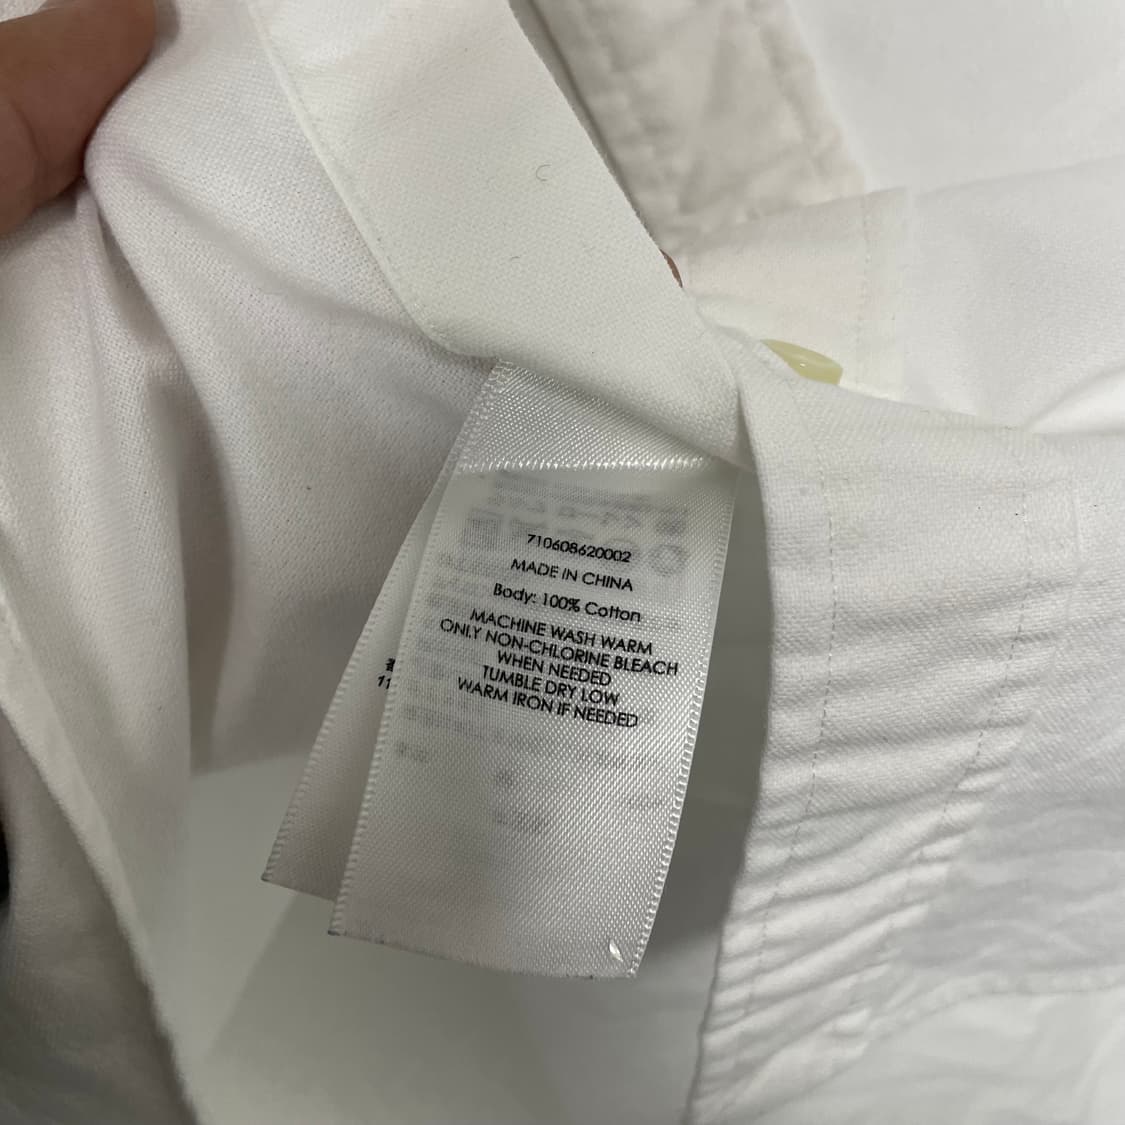 710608620002
MADE IN CHINA
Body: 100% Cotton
MACHINE WASH WARM
ONLY NON-CHLORINE BLEACH
WHEN NEEDED
TUMBLE DRY LOW
WARM IRON IF NEEDED